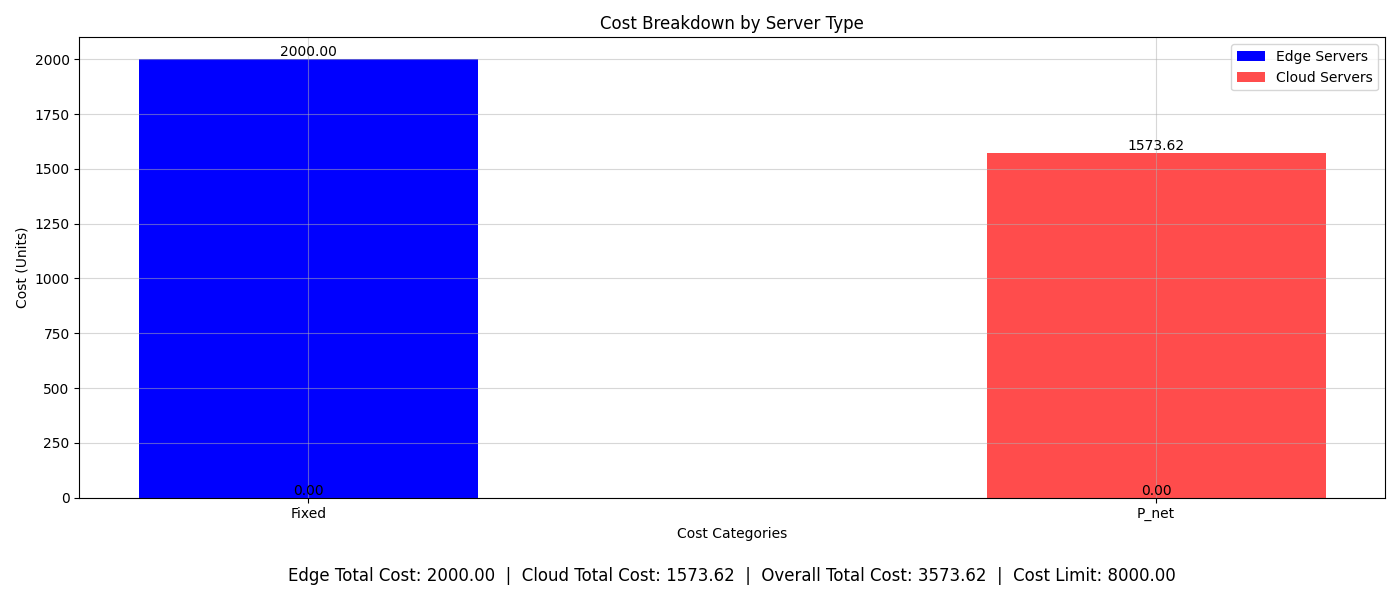 Cost Breakdown by Server Type
Edge Servers
Cloud Servers
2000.00
1573.62
0.00
0.00
2000
1750
1500
1250
1000
750
500
250
0
Cost (Units)
Fixed
P_net
Cost Categories
Edge Total Cost: 2000.00 | Cloud Total Cost: 1573.62 | Overall Total Cost: 3573.62 | Cost Limit: 8000.00